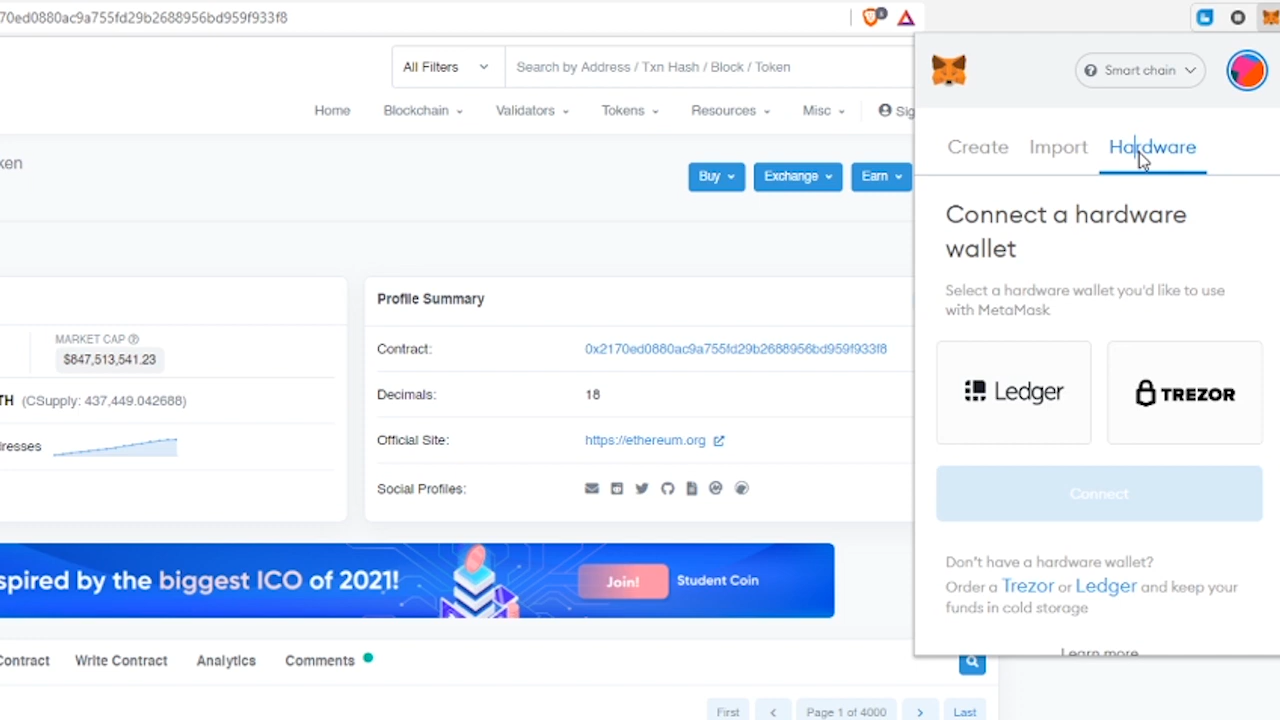 70ed0880ac9a755fd29b2688956bd959f933f8
All Filters
Search by Address / Txn Hash / Block / Token
Home
Blockchain
Validators
Tokens
Resources
Misc
Sig
ken
Buy
Exchange
Earn
MARKET CAP
$847,513,541.23
TH (CSupply: 437,449.042688)
resses
Profile Summary
Contract:
0x2170ed0880ac9a755fd29b2688956bd959f933f8
Decimals:
18
Official Site:
https://ethereum.org
Social Profiles:
spired by the biggest ICO of 2021!
Join!
Student Coin
Contract
Write Contract
Analytics
Comments
First
Page 1 of 4000
Last
Smart chain
Create
Import
Hardware
Connect a hardware
wallet
Select a hardware wallet you'd like to use
with MetaMask
Ledger
TREZOR
Connect
Don't have a hardware wallet?
Order a Trezor or Ledger and keep your
funds in cold storage
Learn more